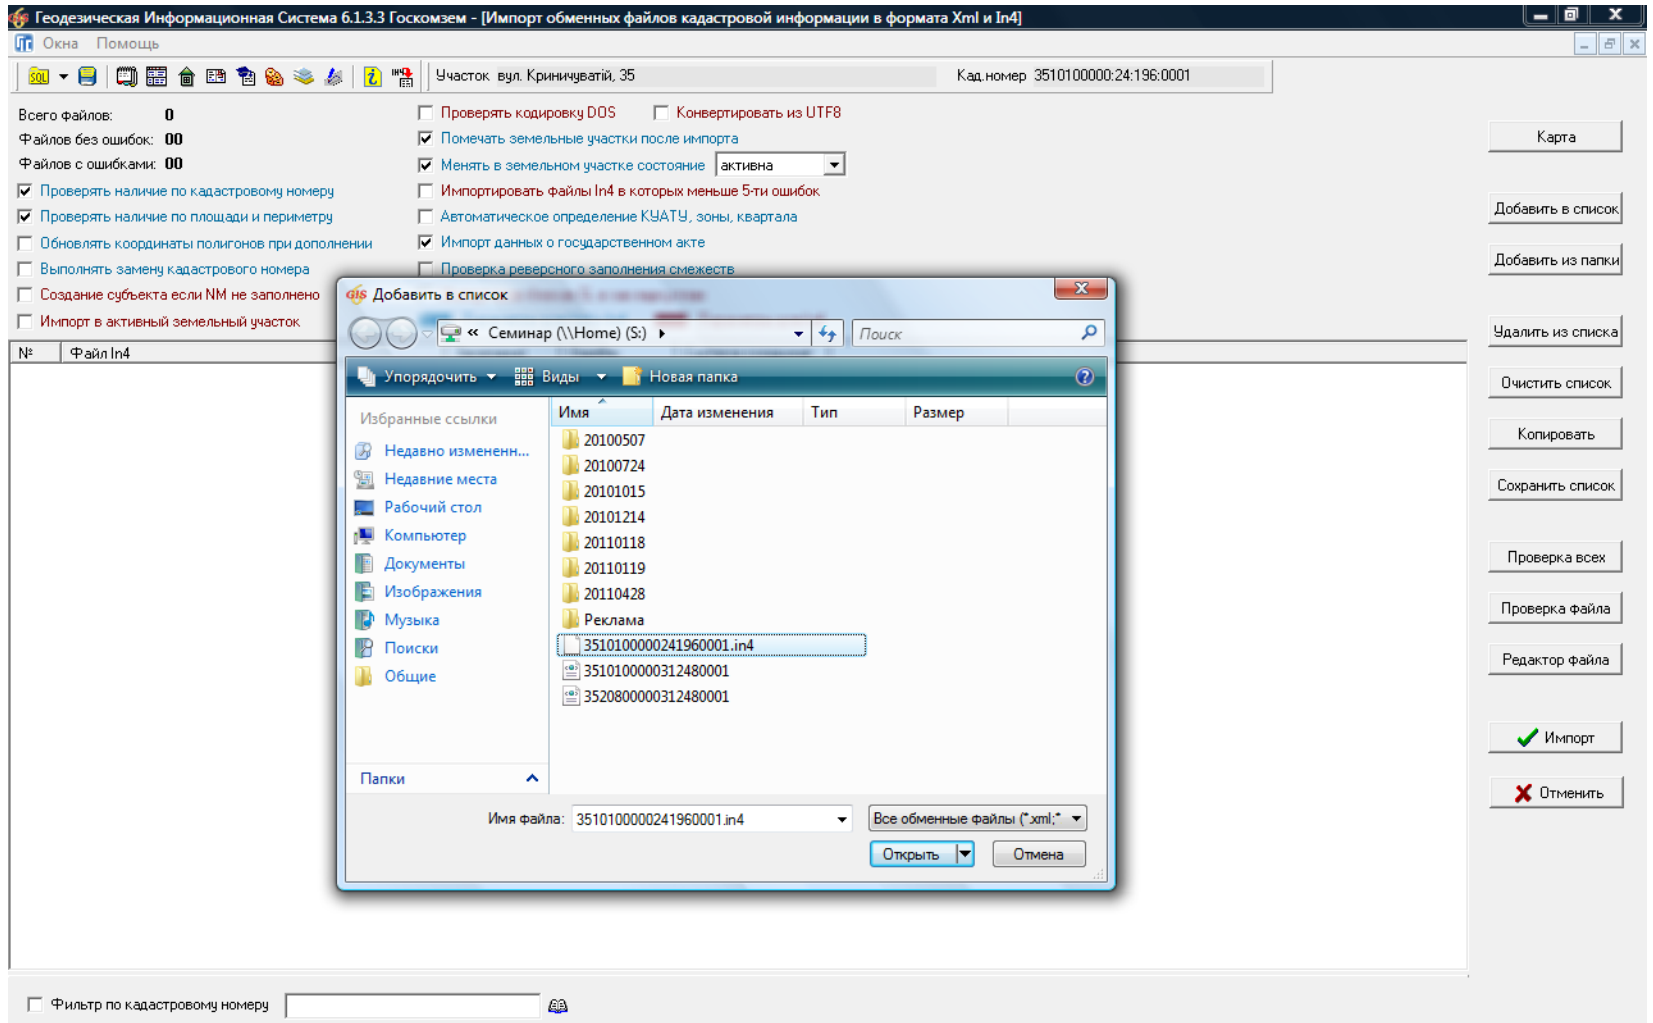 Геодезическая Информационная Система 6.1.3.3 Госкомзем - [Импорт обменных файлов кадастровой информации в формата Xml и In4]
Окна Помощь
SQL Участок вул. Криничуватій, 35 Кад.номер 3510100000:24:196:0001
Всего файлов: 0
Файлов без ошибок: 00
Файлов с ошибками: 00
Проверять наличие по кадастровому номеру
Проверять наличие по площади и периметру
Обновлять координаты полигонов при дополнении
Выполнять замену кадастрового номера
Создание субъекта если NM не заполнено
Импорт в активный земельный участок
Проверять кодировку DOS Конвертировать из UTF8
Помечать земельные участки после импорта
Менять в земельном участке состояние активна
Импортировать файлы In4 в которых меньше 5-ти ошибок
Автоматическое определение КУАТУ, зоны, квартала
Импорт данных о государственном акте
Проверка реверсного заполнения смежеств
№ Файл In4
GIS Добавить в список
« Семинар (\\Home) (S:) Поиск
Упорядочить Виды Новая папка
Избранные ссылки
Недавно измененн...
Недавние места
Рабочий стол
Компьютер
Документы
Изображения
Музыка
Поиски
Общие
Папки
Имя Дата изменения Тип Размер
20100507
20100724
20101015
20101214
20110118
20110119
20110428
Реклама
3510100000241960001.in4
3510100000312480001
3520800000312480001
Имя файла: 3510100000241960001.in4 Все обменные файлы (*.xml;*
Открыть Отмена
Карта
Добавить в список
Добавить из папки
Удалить из списка
Очистить список
Копировать
Сохранить список
Проверка всех
Проверка файла
Редактор файла
Импорт
Отменить
Фильтр по кадастровому номеру